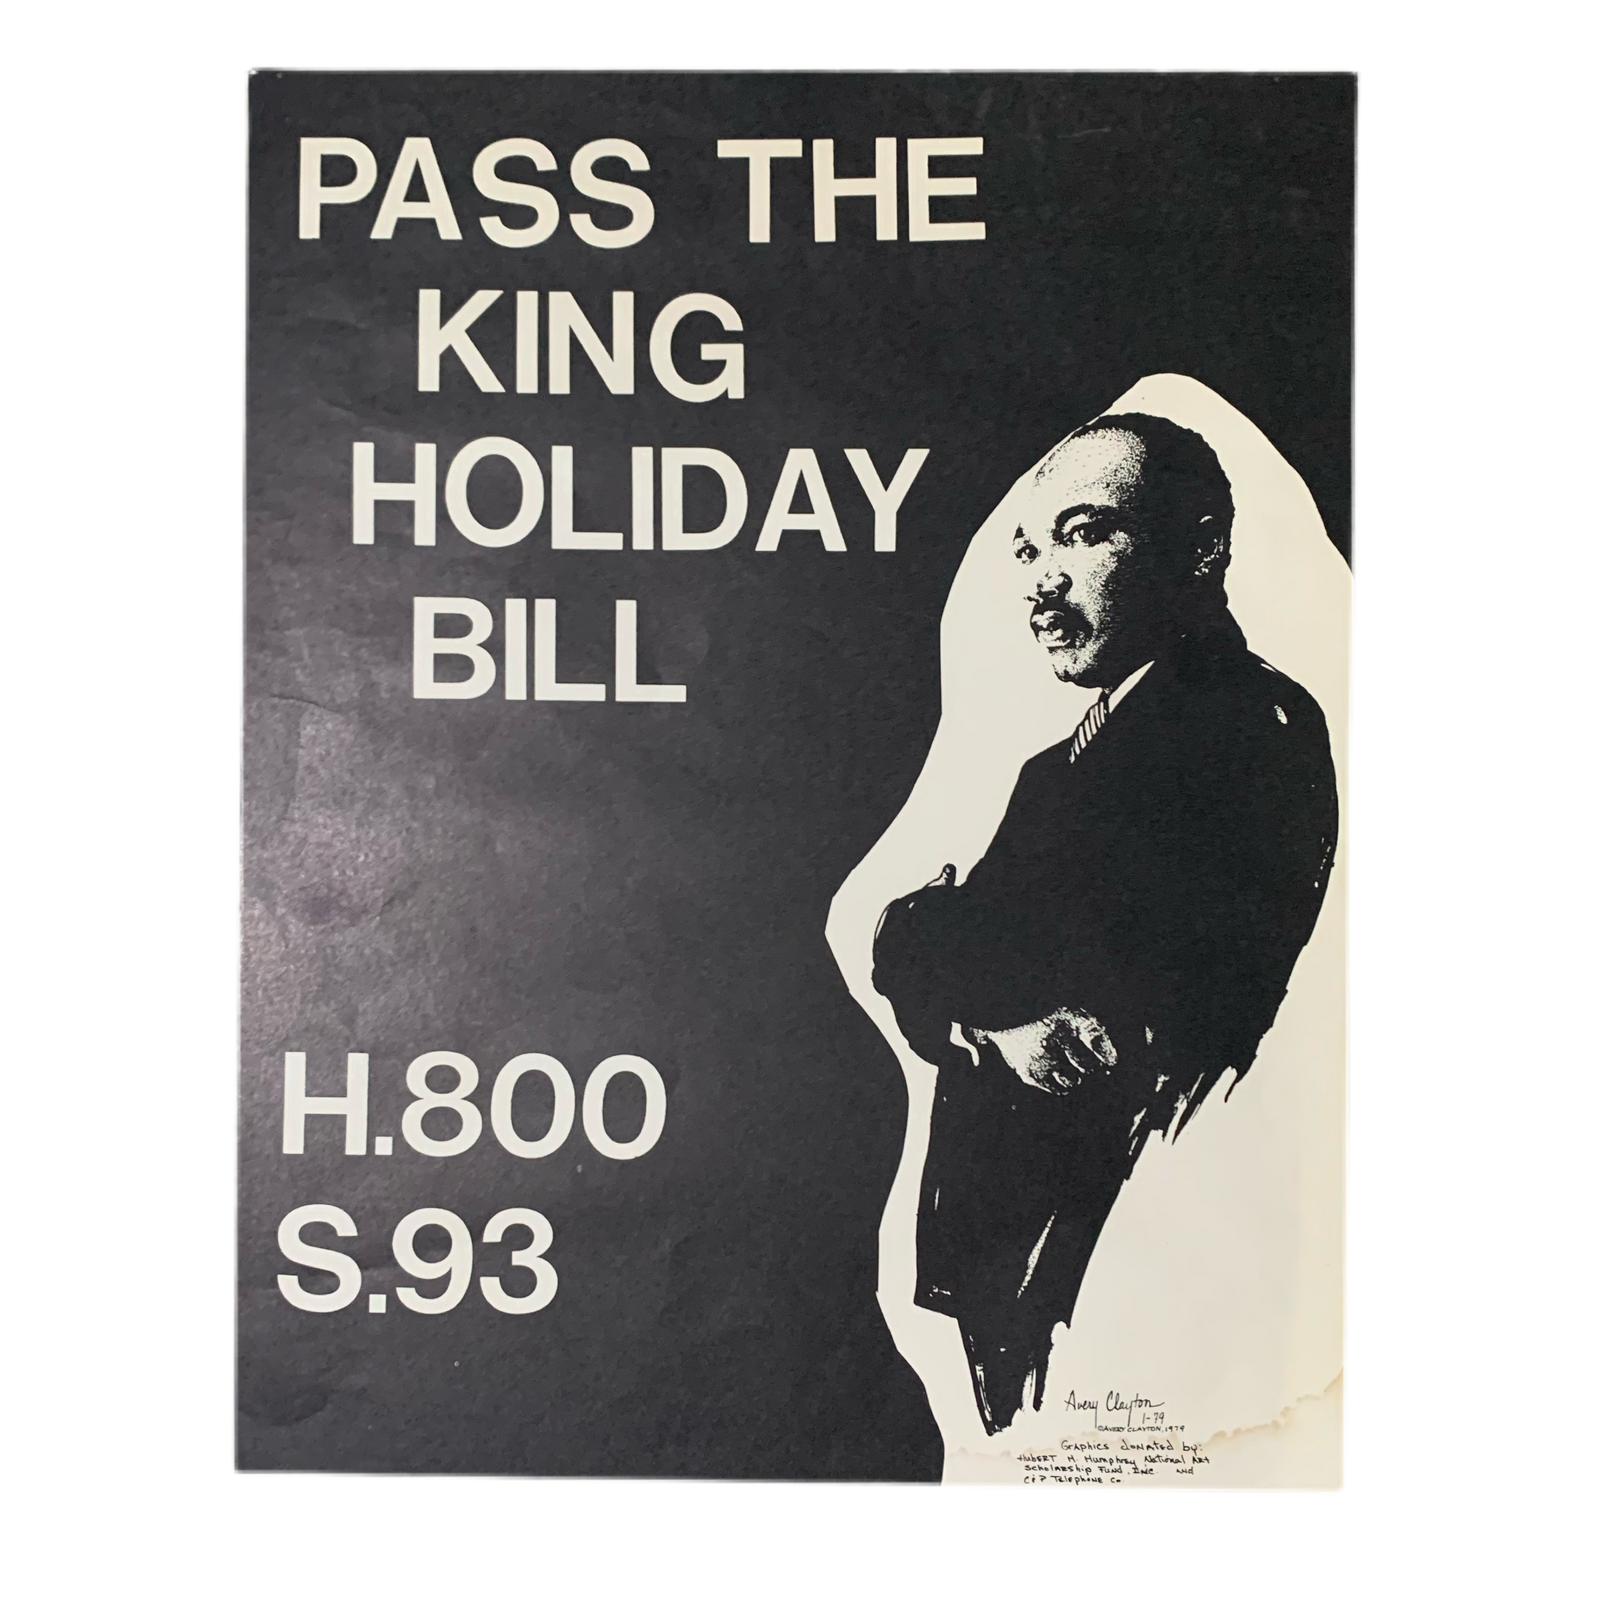 PASS THE
KING
HOLIDAY
BILL
H.800
S.93
Avery Clayton
1-79
©AVERY CLAYTON, 1979
Graphics donated by:
Hubert H. Humphrey National Art
Scholarship Fund, Inc. and
C&P Telephone Co.